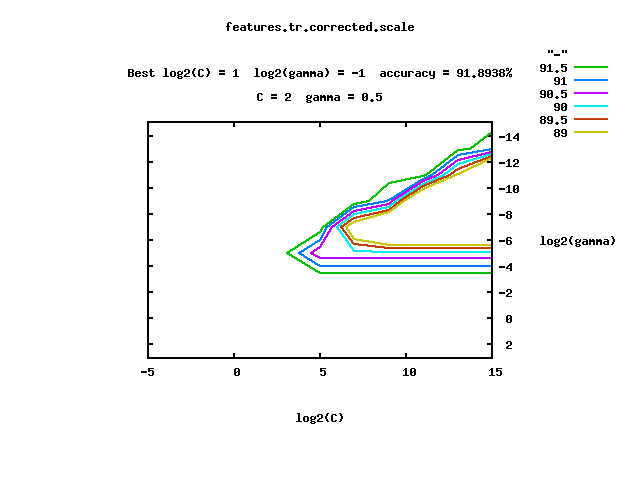 features.tr.corrected.scale
Best log2(C) = 1  log2(gamma) = -1  accuracy = 91.8938%
C = 2  gamma = 0.5
"-"
91.5
91
90.5
90
89.5
89
-14
-12
-10
-8
-6
-4
-2
0
2
log2(gamma)
-5 0 5 10 15
log2(C)